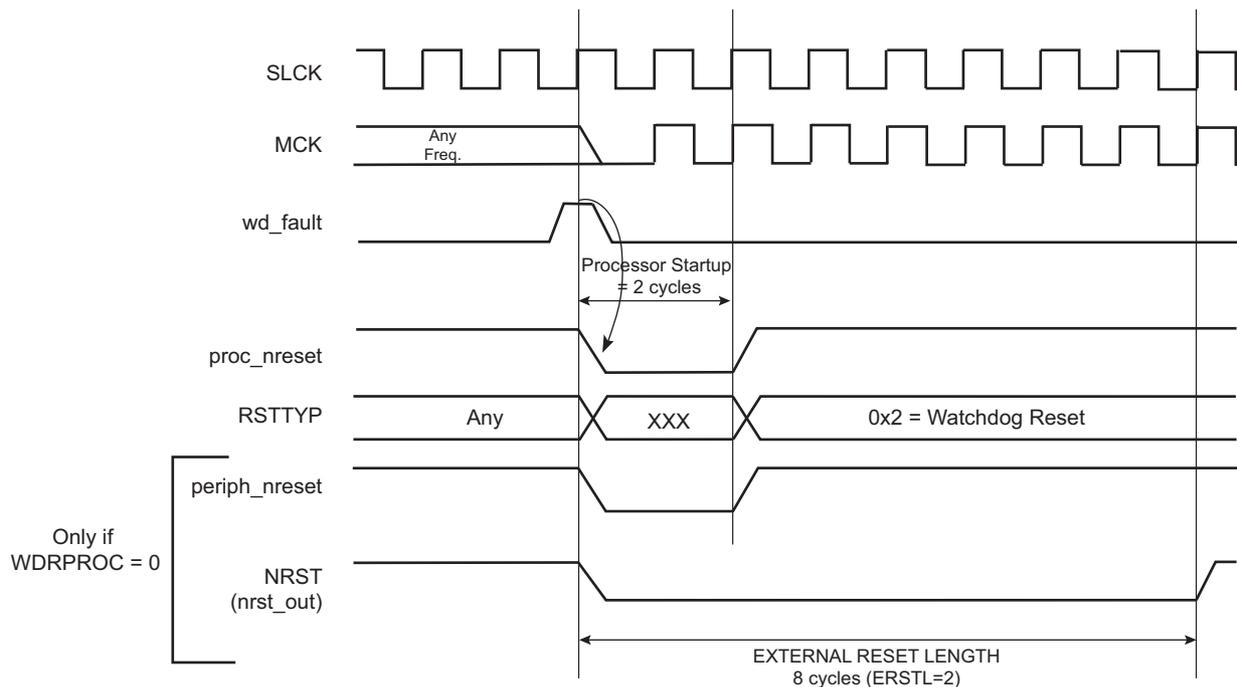 SLCK
MCK
Any
Freq.
wd_fault
Processor Startup
= 2 cycles
proc_nreset
RSTTYP
Any
XXX
0x2 = Watchdog Reset
periph_nreset
Only if
WDRPROC = 0
NRST
(nrst_out)
EXTERNAL RESET LENGTH
8 cycles (ERSTL=2)